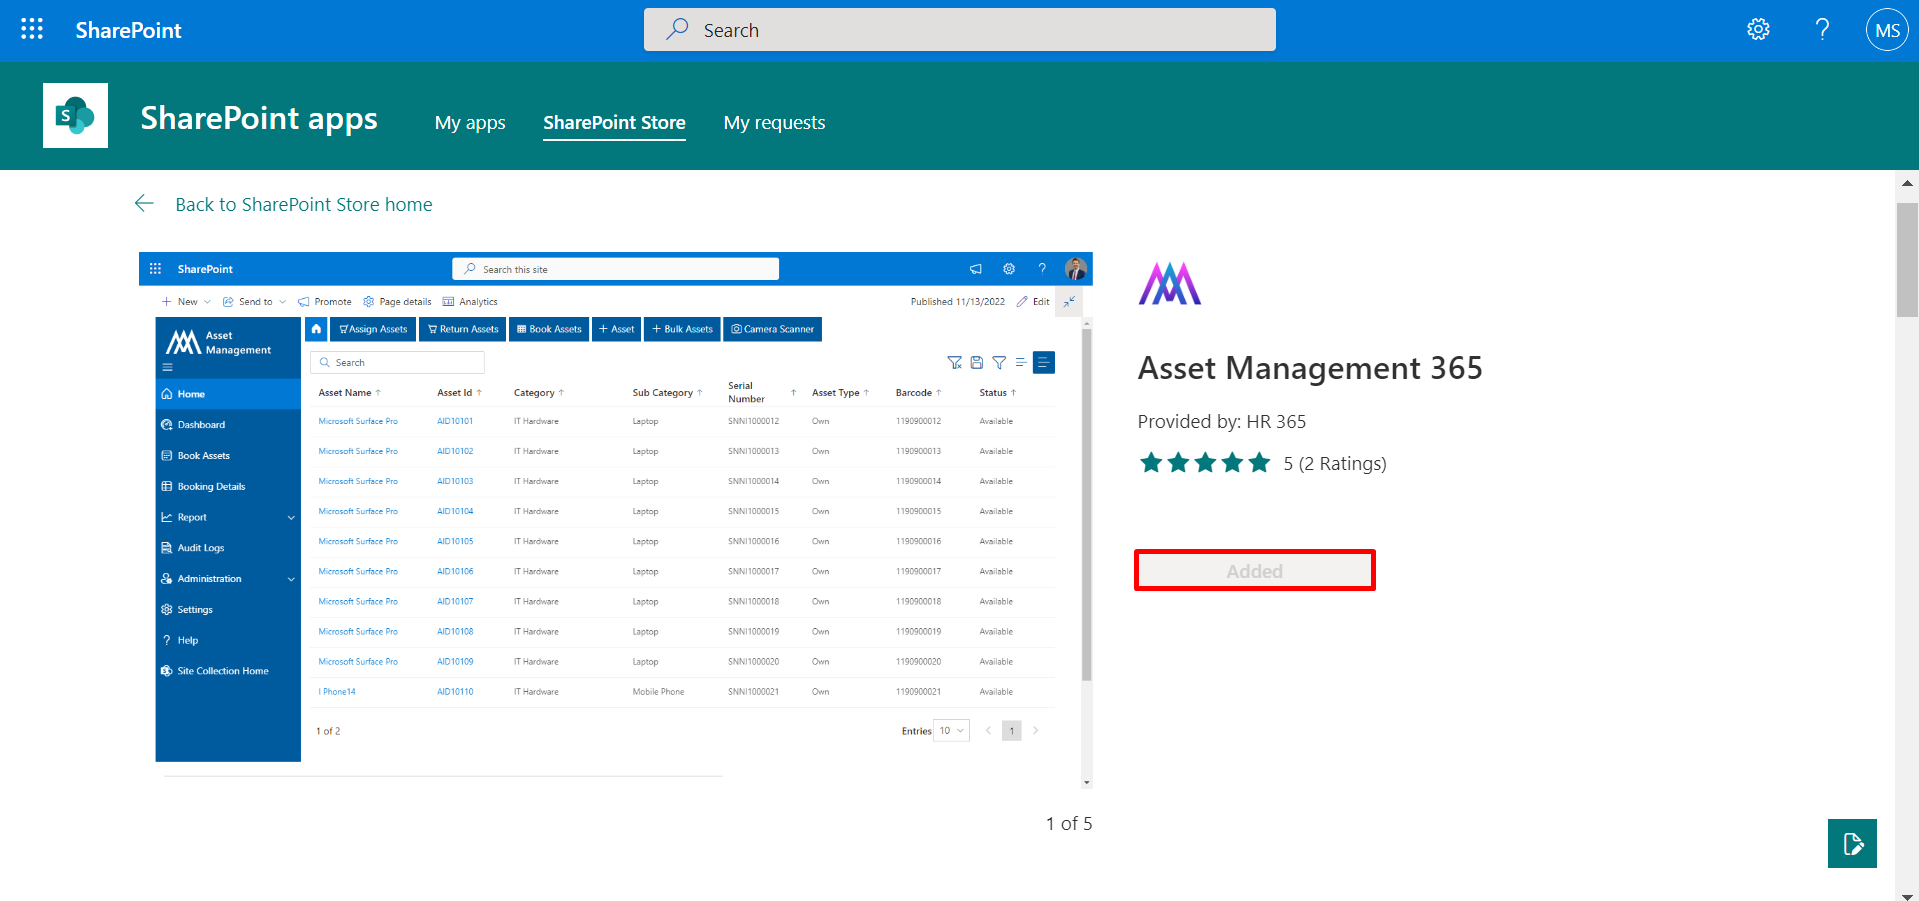 SharePoint
Search
MS
SharePoint apps
My apps
SharePoint Store
My requests
Back to SharePoint Store home
SharePoint
Search this site
New
Send to
Promote
Page details
Analytics
Published 11/13/2022
Edit
Asset
Management
Assign Assets
Return Assets
Book Assets
Asset
Bulk Assets
Camera Scanner
Search
Home
Dashboard
Book Assets
Booking Details
Report
Audit Logs
Administration
Settings
Help
Site Collection Home
Asset Name Asset Id Category Sub Category Serial Number Asset Type Barcode Status
Microsoft Surface Pro AID10101 IT Hardware Laptop SNNI1000012 Own 1190900012 Available
Microsoft Surface Pro AID10102 IT Hardware Laptop SNNI1000013 Own 1190900013 Available
Microsoft Surface Pro AID10103 IT Hardware Laptop SNNI1000014 Own 1190900014 Available
Microsoft Surface Pro AID10104 IT Hardware Laptop SNNI1000015 Own 1190900015 Available
Microsoft Surface Pro AID10105 IT Hardware Laptop SNNI1000016 Own 1190900016 Available
Microsoft Surface Pro AID10106 IT Hardware Laptop SNNI1000017 Own 1190900017 Available
Microsoft Surface Pro AID10107 IT Hardware Laptop SNNI1000018 Own 1190900018 Available
Microsoft Surface Pro AID10108 IT Hardware Laptop SNNI1000019 Own 1190900019 Available
Microsoft Surface Pro AID10109 IT Hardware Laptop SNNI1000020 Own 1190900020 Available
I Phone14 AID10110 IT Hardware Mobile Phone SNNI1000021 Own 1190900021 Available
1 of 2
Entries 10
1
1 of 5
Asset Management 365
Provided by: HR 365
5 (2 Ratings)
Added